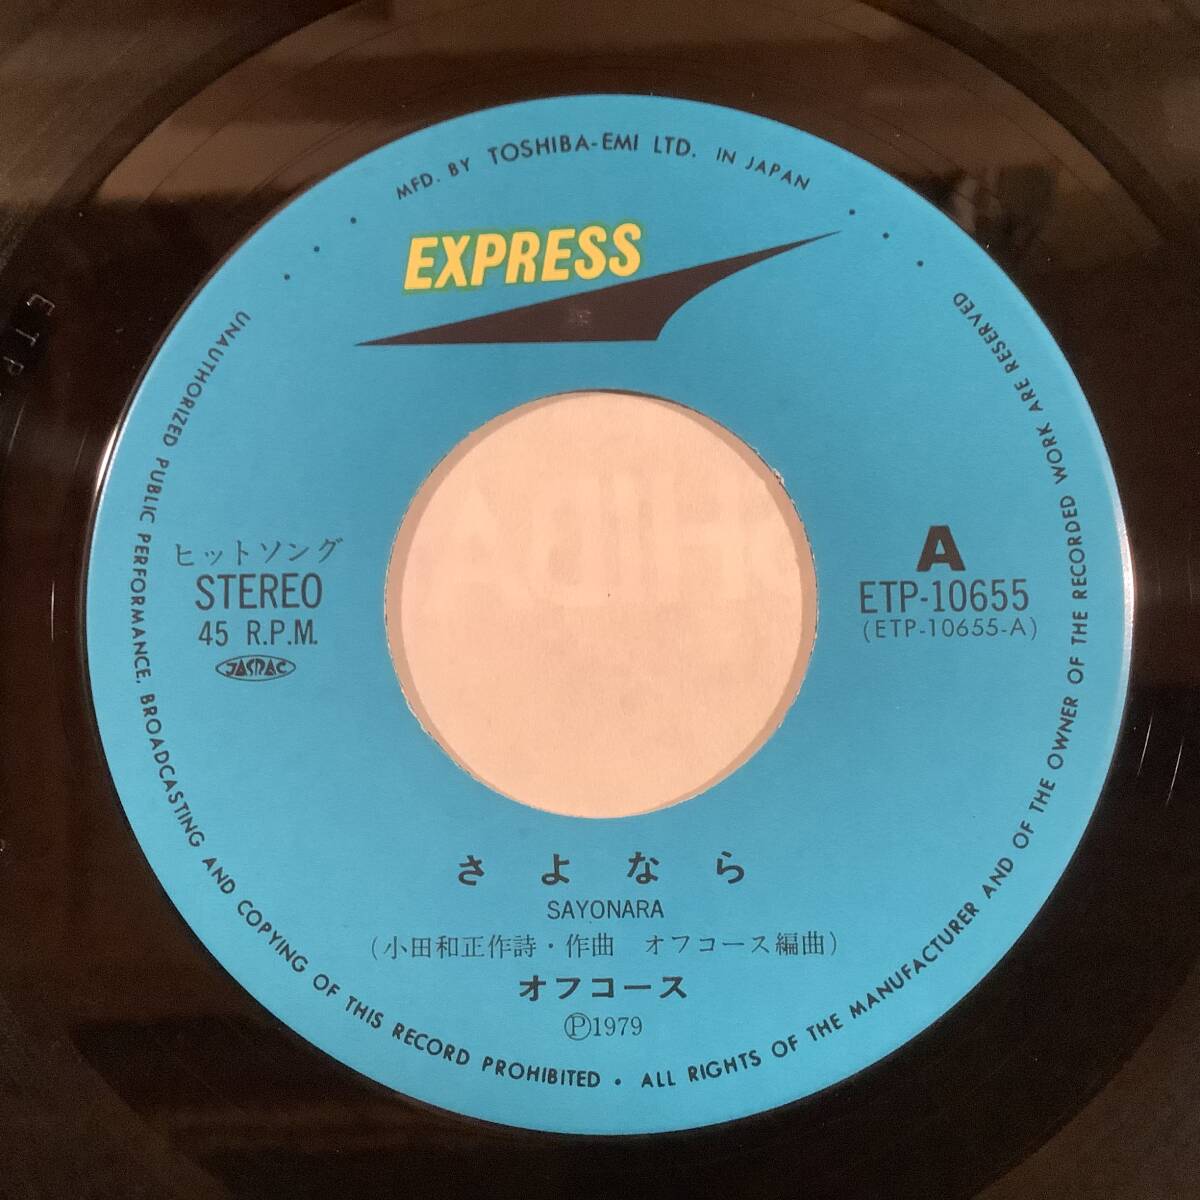 MFD. BY TOSHIBA-EMI LTD. IN JAPAN
EXPRESS
ヒットソング
STEREO
45 R.P.M.
JASRAC
A
ETP-10655
(ETP-10655-A)
さよなら
SAYONARA
(小田和正作詩・作曲 オフコース編曲)
オフコース
Ⓟ1979
UNAUTHORIZED PUBLIC PERFORMANCE, BROADCASTING AND COPYING OF THIS RECORD PROHIBITED • ALL RIGHTS OF THE MANUFACTURER AND OF THE OWNER OF THE RECORDED WORK ARE RESERVED
ETP